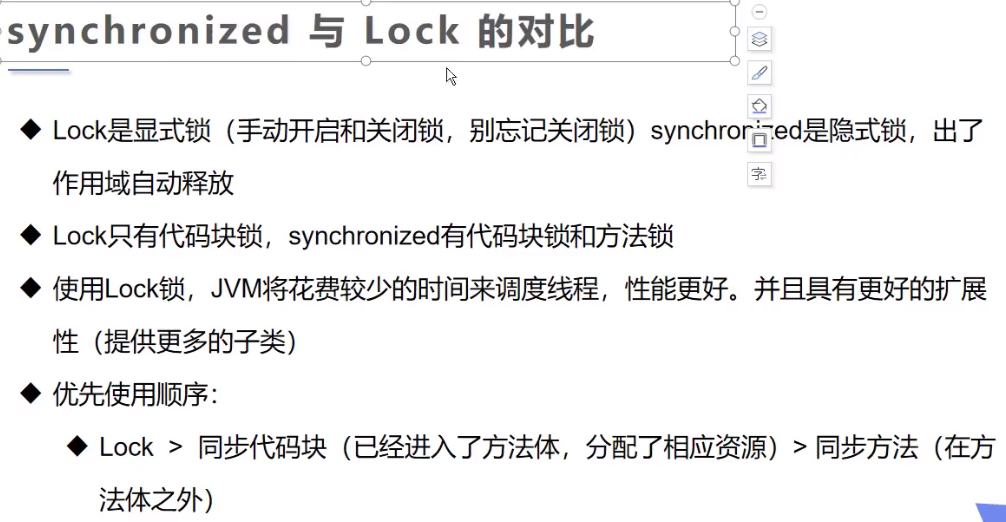 synchronized 与 Lock 的对比
◆ Lock是显式锁（手动开启和关闭锁，别忘记关闭锁）synchronized是隐式锁，出了
作用域自动释放
字
◆ Lock只有代码块锁，synchronized有代码块锁和方法锁
◆ 使用Lock锁，JVM将花费较少的时间来调度线程，性能更好。并且具有更好的扩展
性（提供更多的子类）
◆ 优先使用顺序：
◆ Lock > 同步代码块（已经进入了方法体，分配了相应资源）> 同步方法（在方
法体之外）